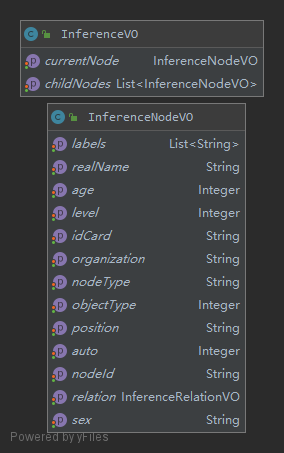 InferenceVO
currentNode InferenceNodeVO
childNodes List<InferenceNodeVO>
InferenceNodeVO
labels List<String>
realName String
age Integer
level Integer
idCard String
organization String
nodeType String
objectType Integer
position String
auto Integer
nodeId String
relation InferenceRelationVO
sex String
Powered by yFiles